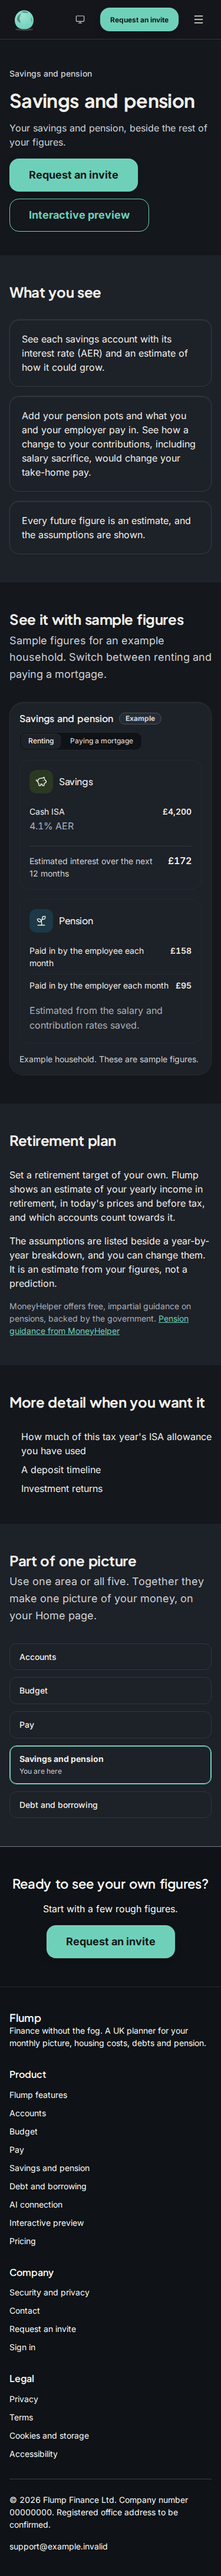 Request an invite
Savings and pension
Savings and pension
Your savings and pension, beside the rest of
your figures.
Request an invite
Interactive preview
What you see
See each savings account with its
interest rate (AER) and an estimate of
how it could grow.
Add your pension pots and what you
and your employer pay in. See how a
change to your contributions, including
salary sacrifice, would change your
take-home pay.
Every future figure is an estimate, and
the assumptions are shown.
See it with sample figures
Sample figures for an example
household. Switch between renting and
paying a mortgage.
Savings and pension Example
Renting Paying a mortgage
Savings
Cash ISA £4,200
4.1% AER
Estimated interest over the next £172
12 months
Pension
Paid in by the employee each £158
month
Paid in by the employer each month £95
Estimated from the salary and
contribution rates saved.
Example household. These are sample figures.
Retirement plan
Set a retirement target of your own. Flump
shows an estimate of your yearly income in
retirement, in today's prices and before tax,
and which accounts count towards it.
The assumptions are listed beside a year-by-
year breakdown, and you can change them.
It is an estimate from your figures, not a
prediction.
MoneyHelper offers free, impartial guidance on
pensions, backed by the government. Pension
guidance from MoneyHelper
More detail when you want it
How much of this tax year's ISA allowance
you have used
A deposit timeline
Investment returns
Part of one picture
Use one area or all five. Together they
make one picture of your money, on
your Home page.
Accounts
Budget
Pay
Savings and pension
You are here
Debt and borrowing
Ready to see your own figures?
Start with a few rough figures.
Request an invite
Flump
Finance without the fog. A UK planner for your
monthly picture, housing costs, debts and pension.
Product
Flump features
Accounts
Budget
Pay
Savings and pension
Debt and borrowing
AI connection
Interactive preview
Pricing
Company
Security and privacy
Contact
Request an invite
Sign in
Legal
Privacy
Terms
Cookies and storage
Accessibility
© 2026 Flump Finance Ltd. Company number
00000000. Registered office address to be
confirmed.
support@example.invalid